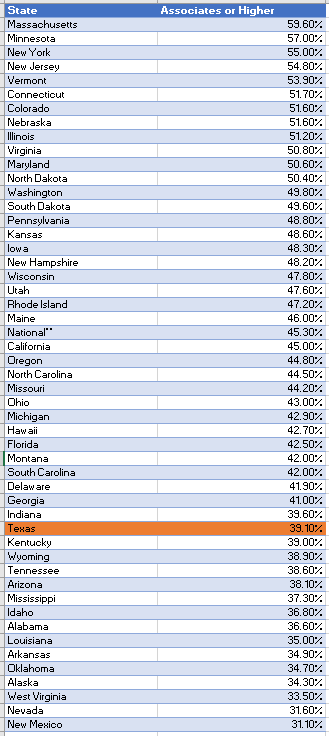 State Associates or Higher
Massachusetts 59.60%
Minnesota 57.00%
New York 55.00%
New Jersey 54.80%
Vermont 53.90%
Connecticut 51.70%
Colorado 51.60%
Nebraska 51.60%
Illinois 51.20%
Virginia 50.80%
Maryland 50.60%
North Dakota 50.40%
Washington 49.80%
South Dakota 49.60%
Pennsylvania 48.80%
Kansas 48.60%
Iowa 48.30%
New Hampshire 48.20%
Wisconsin 47.80%
Utah 47.60%
Rhode Island 47.20%
Maine 46.00%
National** 45.30%
California 45.00%
Oregon 44.80%
North Carolina 44.50%
Missouri 44.20%
Ohio 43.00%
Michigan 42.90%
Hawaii 42.70%
Florida 42.50%
Montana 42.00%
South Carolina 42.00%
Delaware 41.90%
Georgia 41.00%
Indiana 39.60%
Texas 39.10%
Kentucky 39.00%
Wyoming 38.90%
Tennessee 38.60%
Arizona 38.10%
Mississippi 37.30%
Idaho 36.80%
Alabama 36.60%
Louisiana 35.00%
Arkansas 34.90%
Oklahoma 34.70%
Alaska 34.30%
West Virginia 33.50%
Nevada 31.60%
New Mexico 31.10%